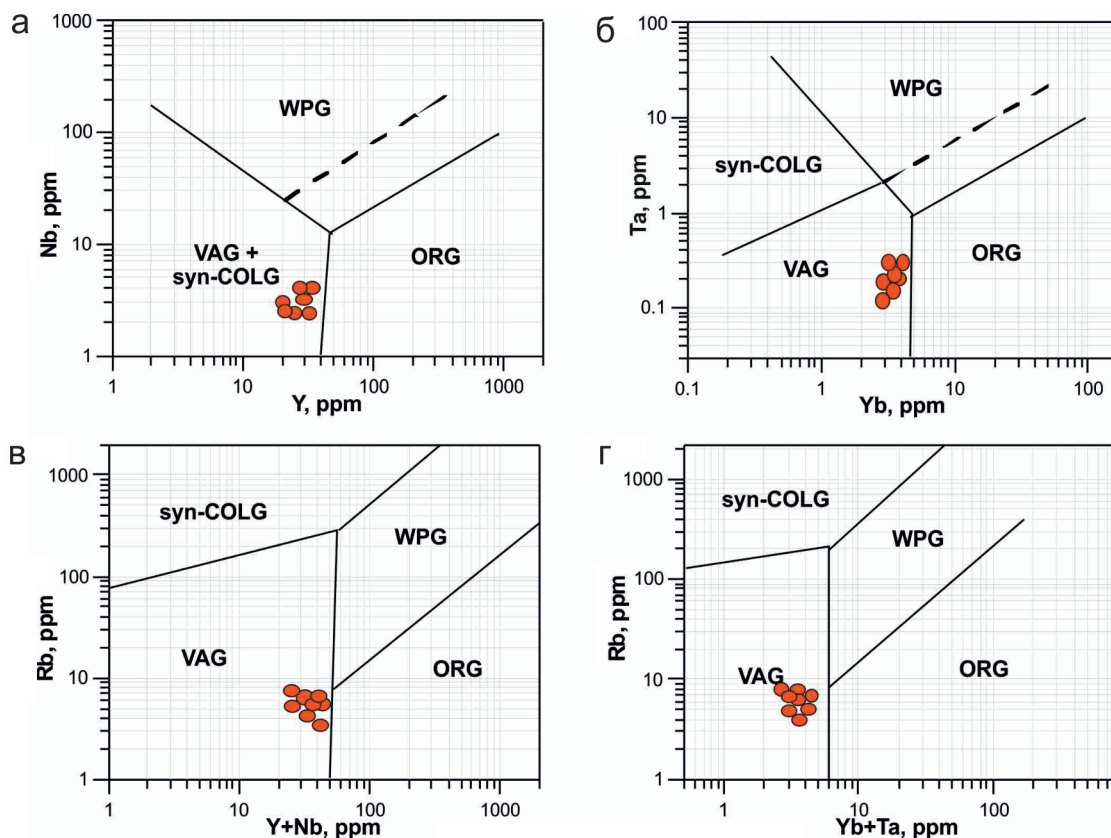 а
1000
100
10
1
Nb, ppm
WPG
VAG +
syn-COLG
ORG
1
10
100
1000
Y, ppm
б
100
10
1
0.1
Ta, ppm
WPG
syn-COLG
VAG
ORG
0.1
1
10
100
Yb, ppm
в
1000
100
10
1
Rb, ppm
syn-COLG
WPG
VAG
ORG
1
10
100
1000
Y+Nb, ppm
г
1000
100
10
1
Rb, ppm
syn-COLG
WPG
VAG
ORG
1
10
100
Yb+Ta, ppm